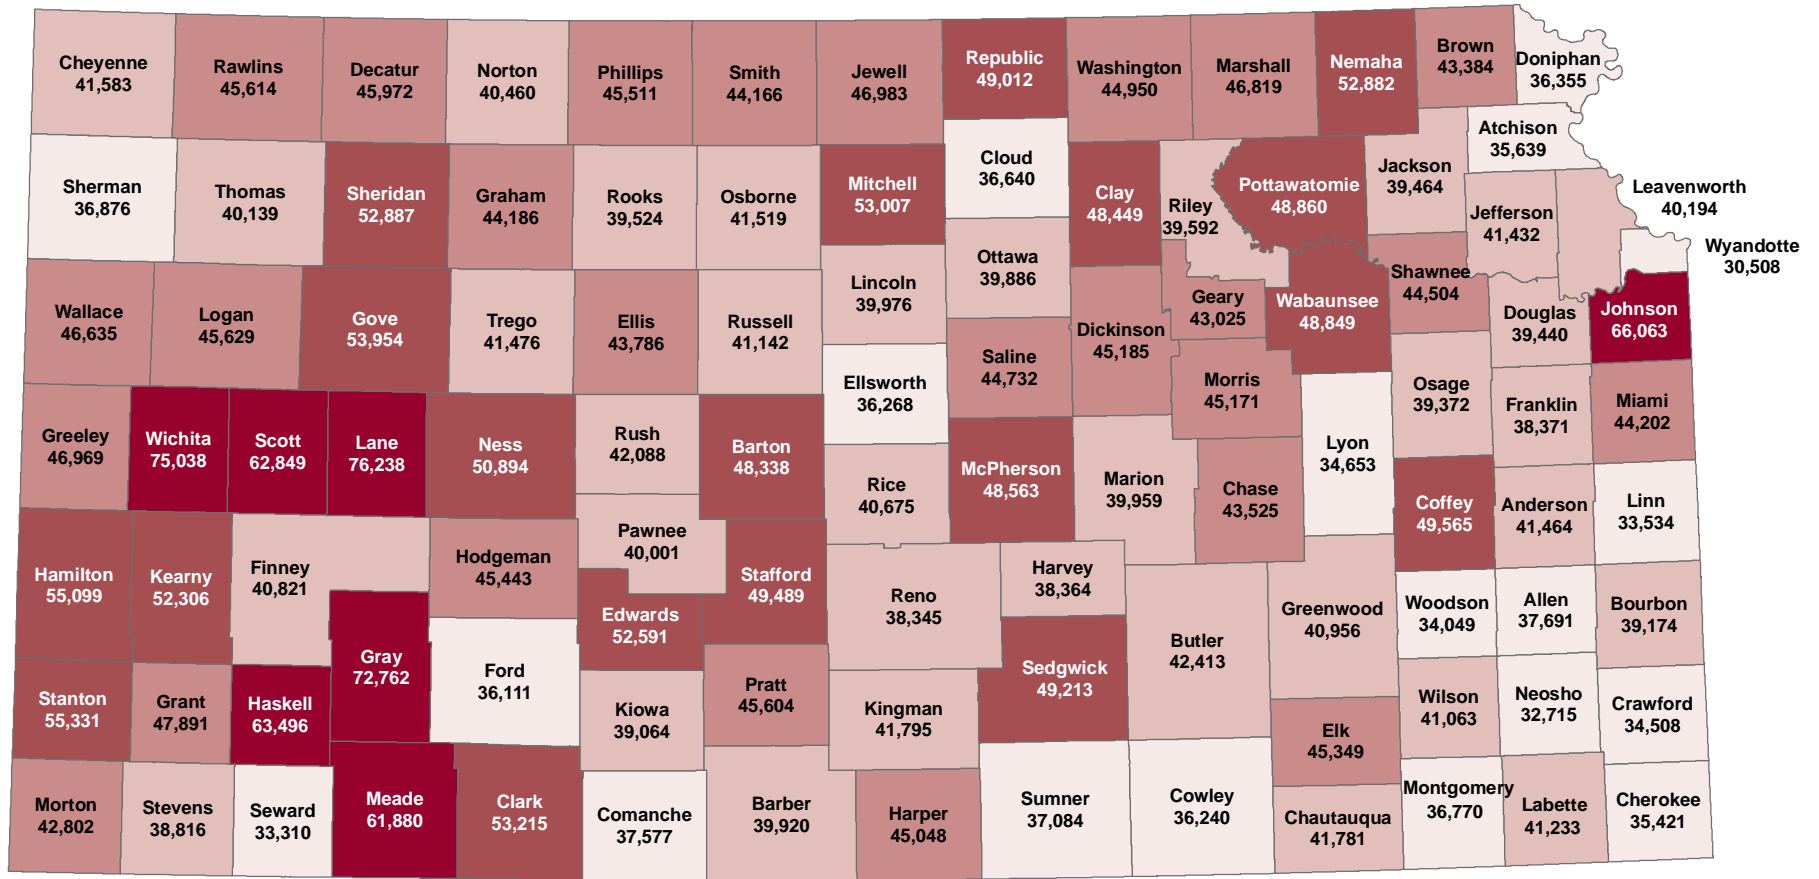 Cheyenne
41,583
Rawlins
45,614
Decatur
45,972
Norton
40,460
Phillips
45,511
Smith
44,166
Jewell
46,983
Republic
49,012
Washington
44,950
Marshall
46,819
Nemaha
52,882
Brown
43,384
Doniphan
36,355
Atchison
35,639
Sherman
36,876
Thomas
40,139
Sheridan
52,887
Graham
44,186
Rooks
39,524
Osborne
41,519
Mitchell
53,007
Cloud
36,640
Clay
48,449
Riley
39,592
Pottawatomie
48,860
Jackson
39,464
Jefferson
41,432
Leavenworth
40,194
Wyandotte
30,508
Ottawa
39,886
Lincoln
39,976
Wallace
46,635
Logan
45,629
Gove
53,954
Trego
41,476
Ellis
43,786
Russell
41,142
Saline
44,732
Dickinson
45,185
Geary
43,025
Wabaunsee
48,849
Shawnee
44,504
Douglas
39,440
Johnson
66,063
Ellsworth
36,268
Morris
45,171
Osage
39,372
Franklin
38,371
Miami
44,202
Greeley
46,969
Wichita
75,038
Scott
62,849
Lane
76,238
Ness
50,894
Rush
42,088
Barton
48,338
Rice
40,675
McPherson
48,563
Marion
39,959
Chase
43,525
Lyon
34,653
Coffey
49,565
Anderson
41,464
Linn
33,534
Hamilton
55,099
Kearny
52,306
Finney
40,821
Hodgeman
45,443
Pawnee
40,001
Stafford
49,489
Edwards
52,591
Reno
38,345
Harvey
38,364
Butler
42,413
Greenwood
40,956
Woodson
34,049
Allen
37,691
Bourbon
39,174
Gray
72,762
Ford
36,111
Sedgwick
49,213
Stanton
55,331
Grant
47,891
Haskell
63,496
Kiowa
39,064
Pratt
45,604
Kingman
41,795
Elk
45,349
Wilson
41,063
Neosho
32,715
Crawford
34,508
Morton
42,802
Stevens
38,816
Seward
33,310
Meade
61,880
Clark
53,215
Comanche
37,577
Barber
39,920
Harper
45,048
Sumner
37,084
Cowley
36,240
Chautauqua
41,781
Montgomery
36,770
Labette
41,233
Cherokee
35,421